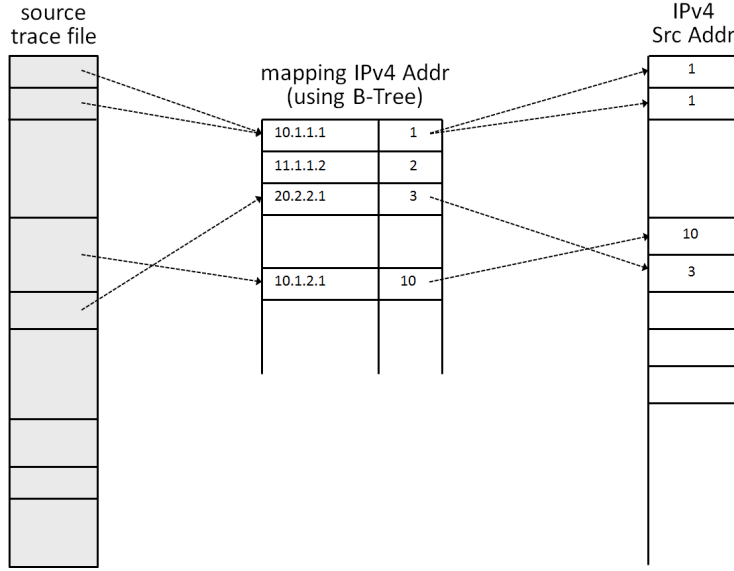 source
trace file
mapping IPv4 Addr
(using B-Tree)
10.1.1.1 1
11.1.1.2 2
20.2.2.1 3
10.1.2.1 10
IPv4
Src Addr
1
1
10
3